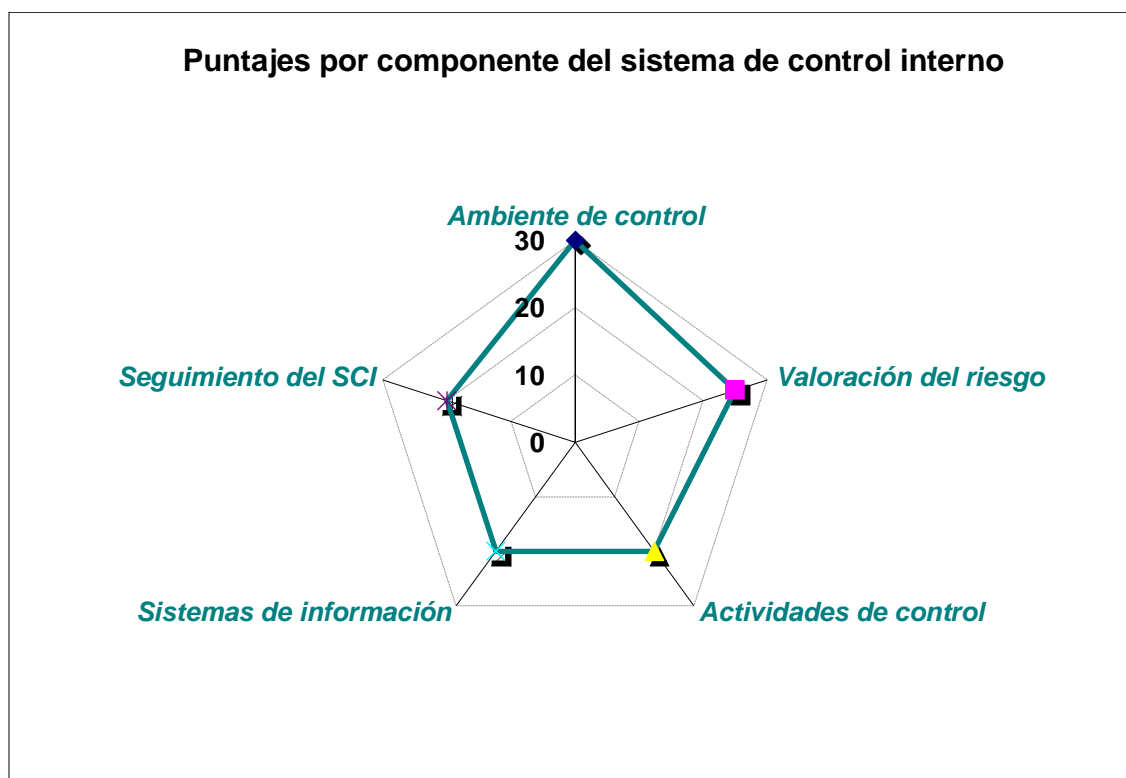 Puntajes por componente del sistema de control interno
Ambiente de control
30
20
10
0
Seguimiento del SCI
Valoración del riesgo
Sistemas de información
Actividades de control